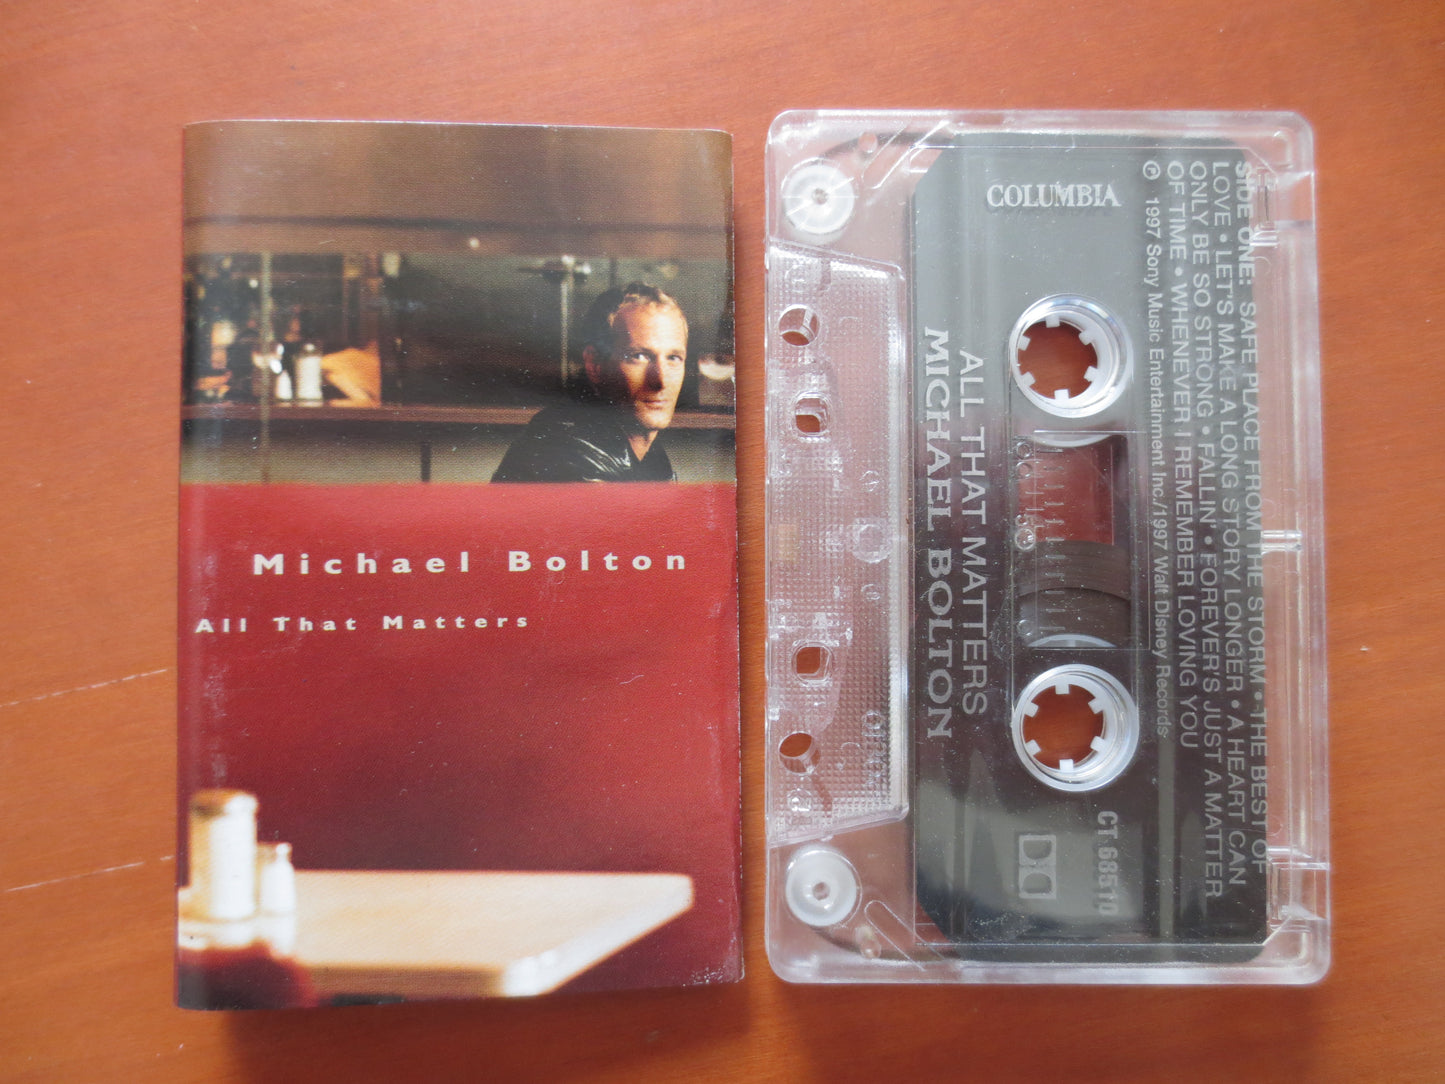 Michael Bolton
All That Matters
COLUMBIA
SIDE ONE: SAFE PLACE FROM THE STORM • THE BEST OF
LOVE • LET'S MAKE A LONG STORY LONGER • A HEART CAN
ONLY BE SO STRONG • FALLIN' • FOREVER'S JUST A MATTER
OF TIME • WHENEVER I REMEMBER LOVING YOU
℗ 1997 Sony Music Entertainment Inc./1997 Walt Disney Records
ALL THAT MATTERS
MICHAEL BOLTON
CT 68510